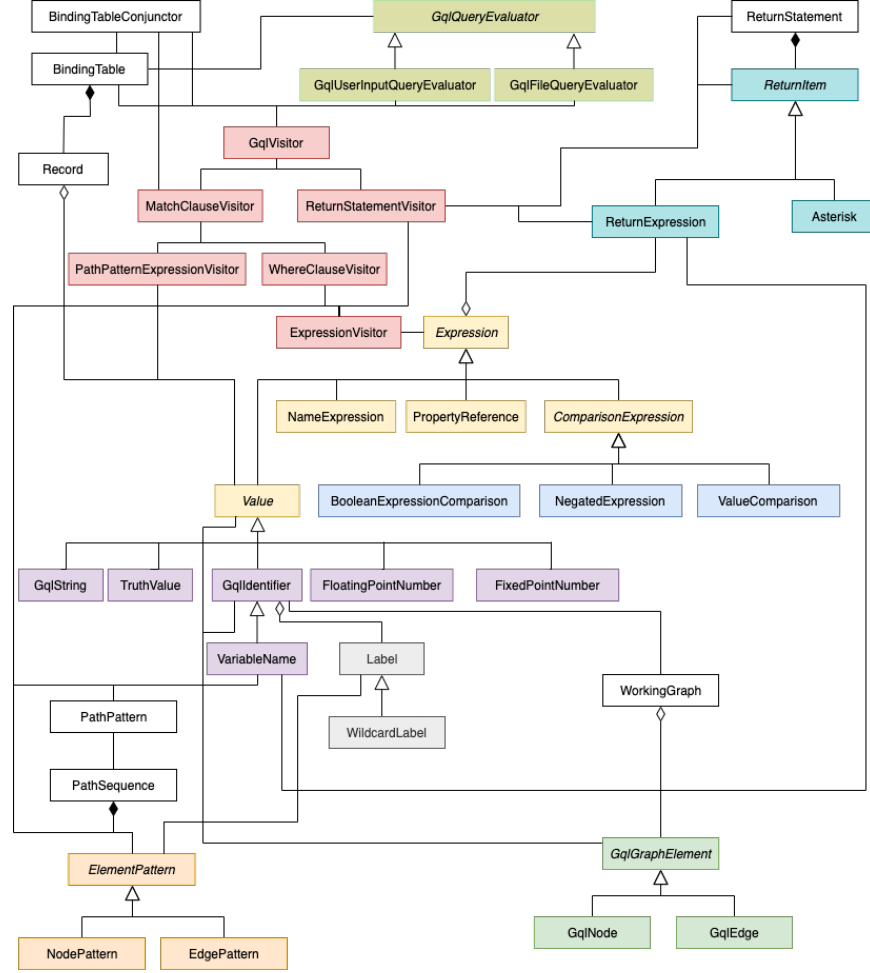 BindingTableConjunctor
GqlQueryEvaluator
ReturnStatement
BindingTable
GqlUserInputQueryEvaluator
GqlFileQueryEvaluator
ReturnItem
GqlVisitor
Record
MatchClauseVisitor
ReturnStatementVisitor
ReturnExpression
Asterisk
PathPatternExpressionVisitor
WhereClauseVisitor
ExpressionVisitor
Expression
NameExpression
PropertyReference
ComparisonExpression
Value
BooleanExpressionComparison
NegatedExpression
ValueComparison
GqlString
TruthValue
GqlIdentifier
FloatingPointNumber
FixedPointNumber
VariableName
Label
WorkingGraph
PathPattern
WildcardLabel
PathSequence
GqlGraphElement
ElementPattern
GqlNode
GqlEdge
NodePattern
EdgePattern